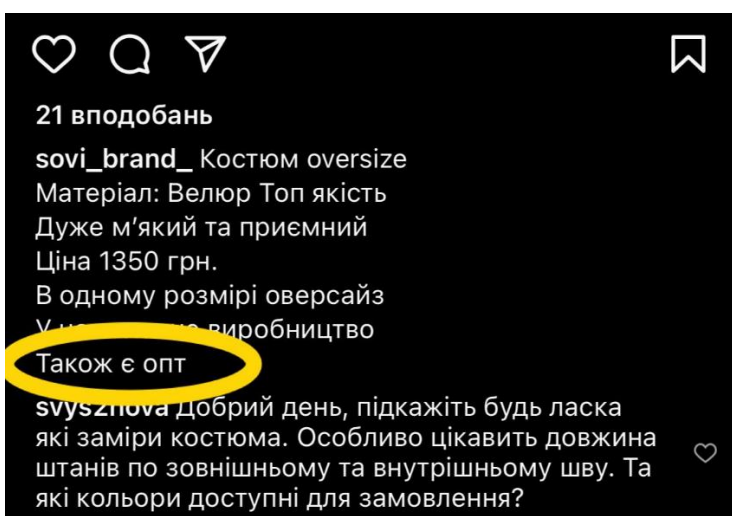 21 вподобань
sovi_brand_ Костюм oversize
Матеріал: Велюр Топ якість
Дуже м’який та приємний
Ціна 1350 грн.
В одному розмірі оверсайз
виробництво
Також є опт
svysznova Добрий день, підкажіть будь ласка
які заміри костюма. Особливо цікавить довжина
штанів по зовнішньому та внутрішньому шву. Та
які кольори доступні для замовлення?